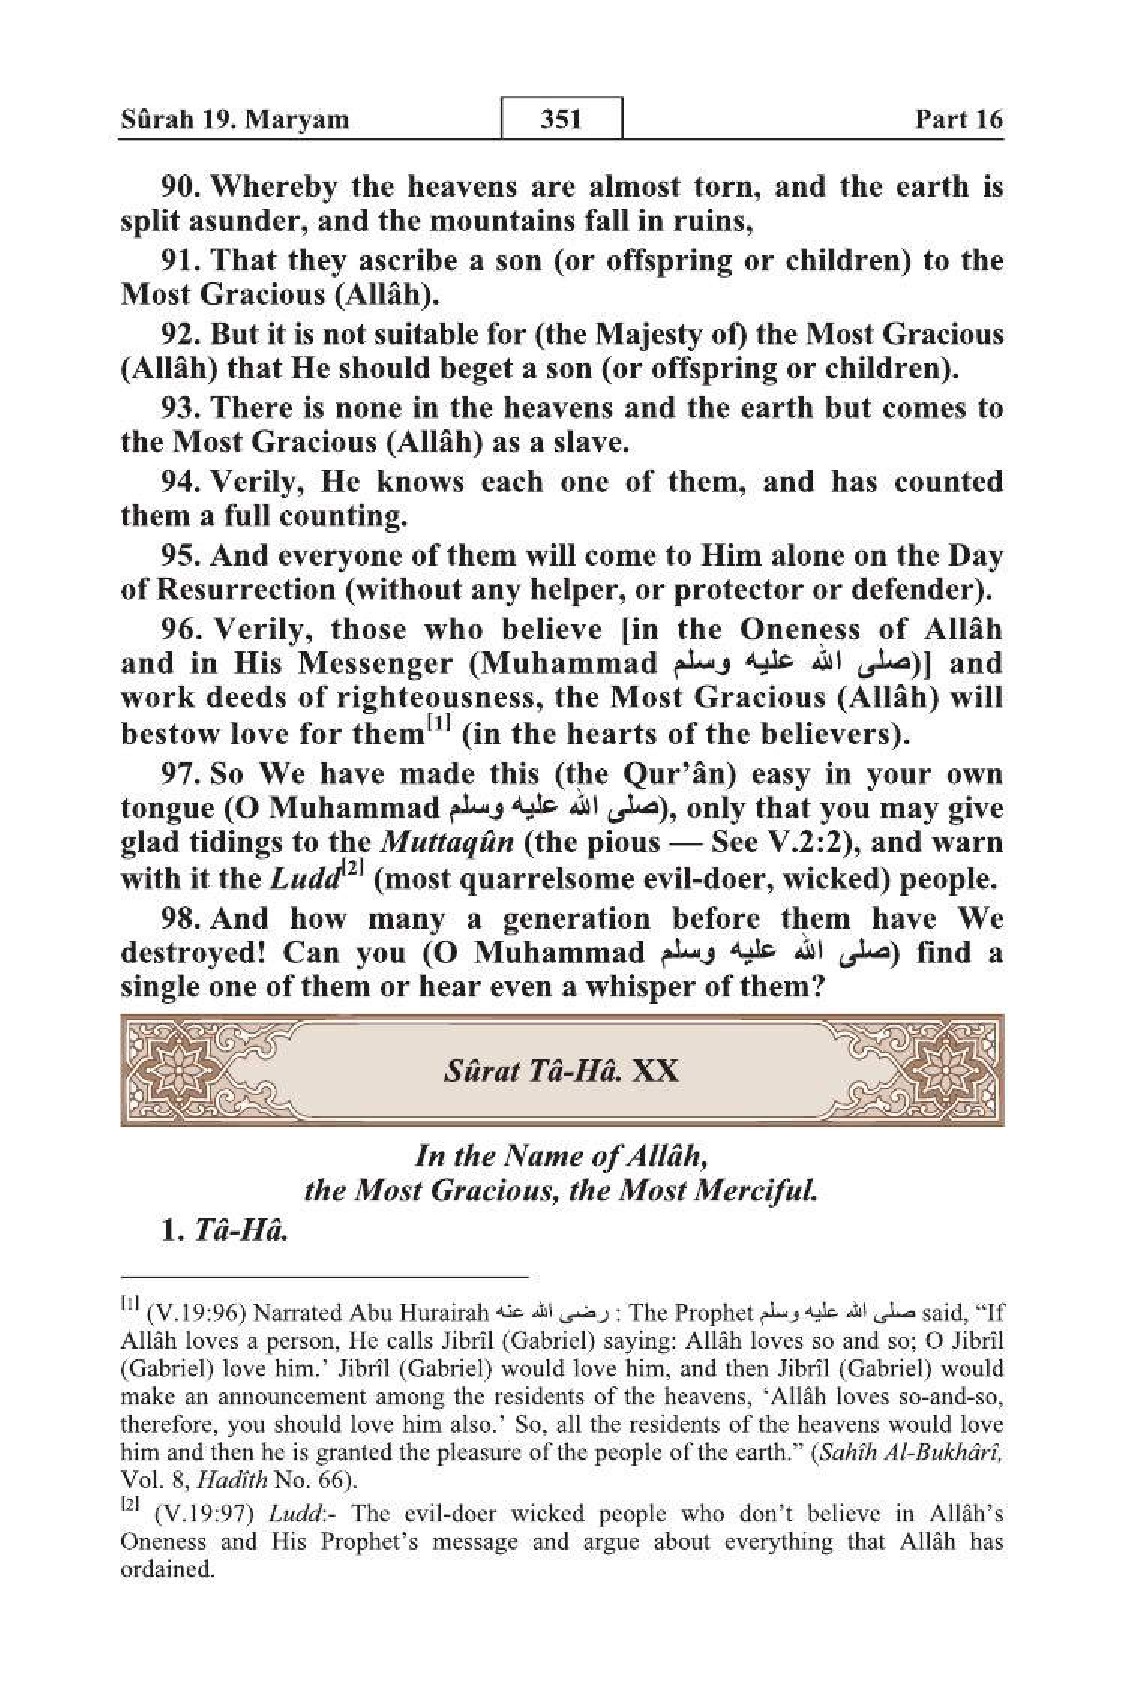 Sûrah 19. Maryam 351 Part 16
90. Whereby the heavens are almost torn, and the earth is
split asunder, and the mountains fall in ruins,
91. That they ascribe a son (or offspring or children) to the
Most Gracious (Allâh).
92. But it is not suitable for (the Majesty of) the Most Gracious
(Allâh) that He should beget a son (or offspring or children).
93. There is none in the heavens and the earth but comes to
the Most Gracious (Allâh) as a slave.
94. Verily, He knows each one of them, and has counted
them a full counting.
95. And everyone of them will come to Him alone on the Day
of Resurrection (without any helper, or protector or defender).
96. Verily, those who believe [in the Oneness of Allâh
and in His Messenger (Muhammad صلى الله عليه وسلم)] and
work deeds of righteousness, the Most Gracious (Allâh) will
bestow love for them[1] (in the hearts of the believers).
97. So We have made this (the Qur’ân) easy in your own
tongue (O Muhammad صلى الله عليه وسلم), only that you may give
glad tidings to the Muttaqûn (the pious — See V.2:2), and warn
with it the Ludd[2] (most quarrelsome evil-doer, wicked) people.
98. And how many a generation before them have We
destroyed! Can you (O Muhammad صلى الله عليه وسلم) find a
single one of them or hear even a whisper of them?
Sûrat Tâ-Hâ. XX
In the Name of Allâh,
the Most Gracious, the Most Merciful.
1. Tâ-Hâ.
[1] (V.19:96) Narrated Abu Hurairah رضى الله عنه : The Prophet صلى الله عليه وسلم said, “If
Allâh loves a person, He calls Jibrîl (Gabriel) saying: Allâh loves so and so; O Jibrîl
(Gabriel) love him.’ Jibrîl (Gabriel) would love him, and then Jibrîl (Gabriel) would
make an announcement among the residents of the heavens, ‘Allâh loves so-and-so,
therefore, you should love him also.’ So, all the residents of the heavens would love
him and then he is granted the pleasure of the people of the earth.” (Sahîh Al-Bukhârî,
Vol. 8, Hadîth No. 66).
[2] (V.19:97) Ludd:- The evil-doer wicked people who don’t believe in Allâh’s
Oneness and His Prophet’s message and argue about everything that Allâh has
ordained.